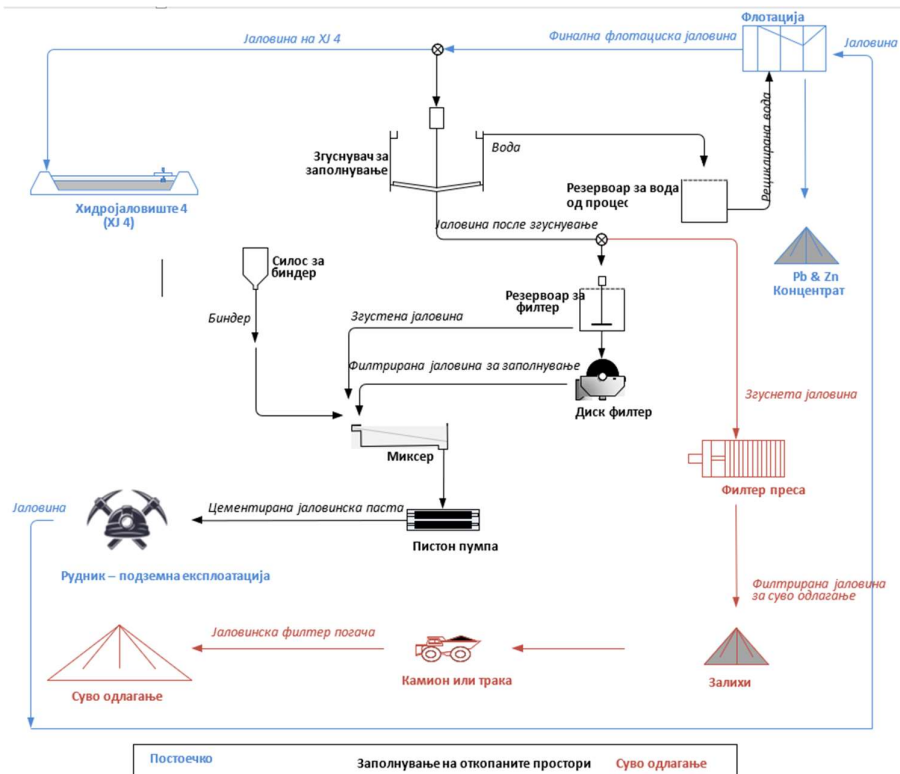 Флотација
Јаловина на ХЈ 4
Финална флотациска јаловина
Јаловина
Згуснувач за
заполнување
Вода
Рециклирана вода
Резервоар за вода
од процес
Хидројаловиште 4
(ХЈ 4)
Јаловина после згуснување
Силос за
биндер
Pb & Zn
Концентрат
Резервоар за
филтер
Биндер
Згустена јаловина
Филтрирана јаловина за заполнување
Згуснета јаловина
Диск филтер
Миксер
Филтер преса
Јаловина
Цементирана јаловинска паста
Пистон пумпа
Рудник – подземна експлоатација
Филтрирана јаловина
за суво одлагање
Јаловинска филтер погача
Суво одлагање
Камион или трака
Залихи
Постоечко
Заполнување на откопаните простори
Суво одлагање